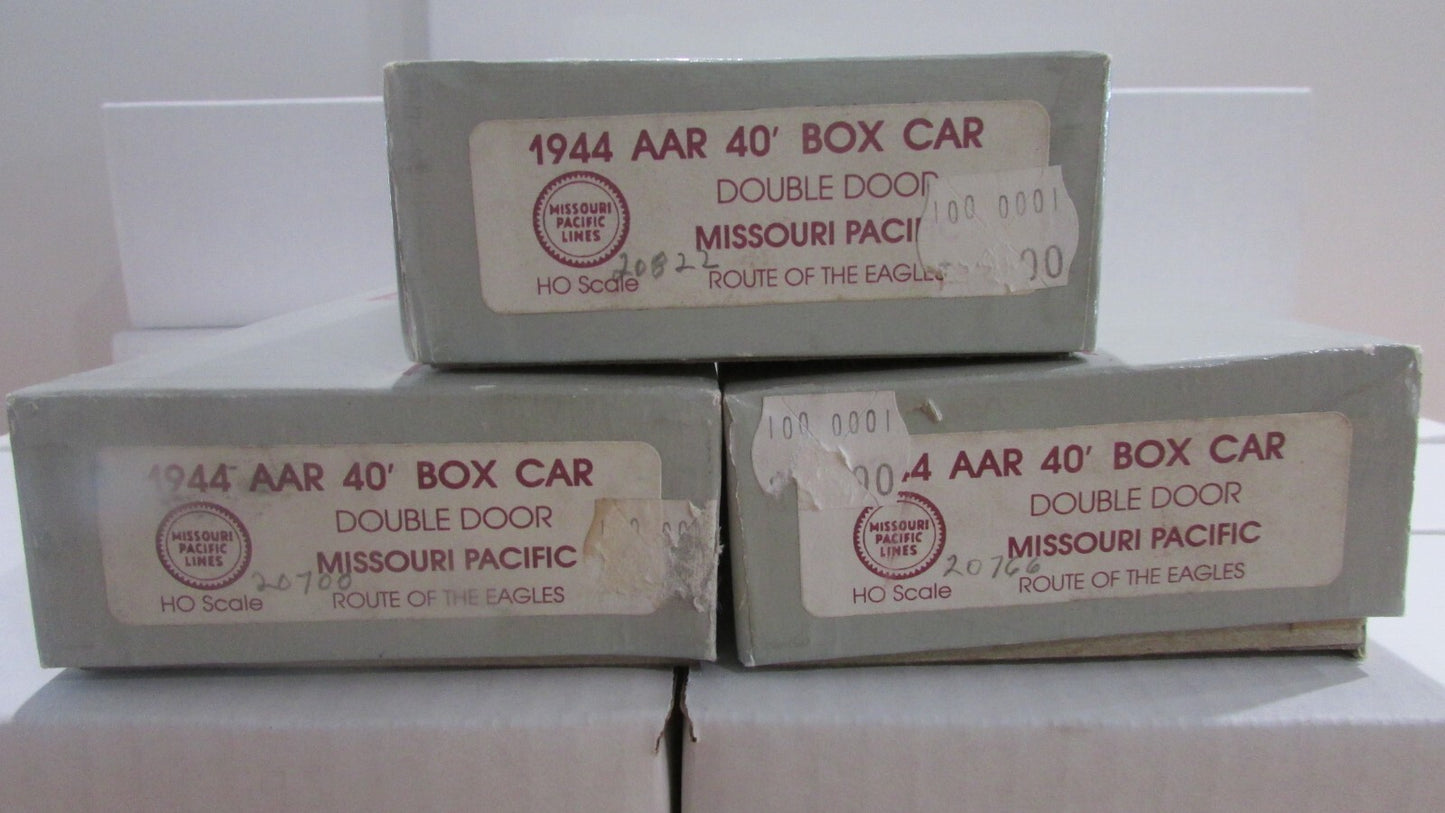 1944 AAR 40' BOX CAR
DOUBLE DOOR
100 0001
MISSOURI PACIFIC LINES
MISSOURI
00
HO Scale
20822
ROUTE OF THE EAGLES
1944 AAR 40' BOX CAR
DOUBLE DOOR
MISSOURI PACIFIC LINES
MISSOURI PACIFIC
HO Scale
20700
ROUTE OF THE EAGLES
100 0001
AAR 40' BOX CAR
DOUBLE DOOR
MISSOURI PACIFIC LINES
MISSOURI PACIFIC
HO Scale
20766
ROUTE OF THE EAGLES